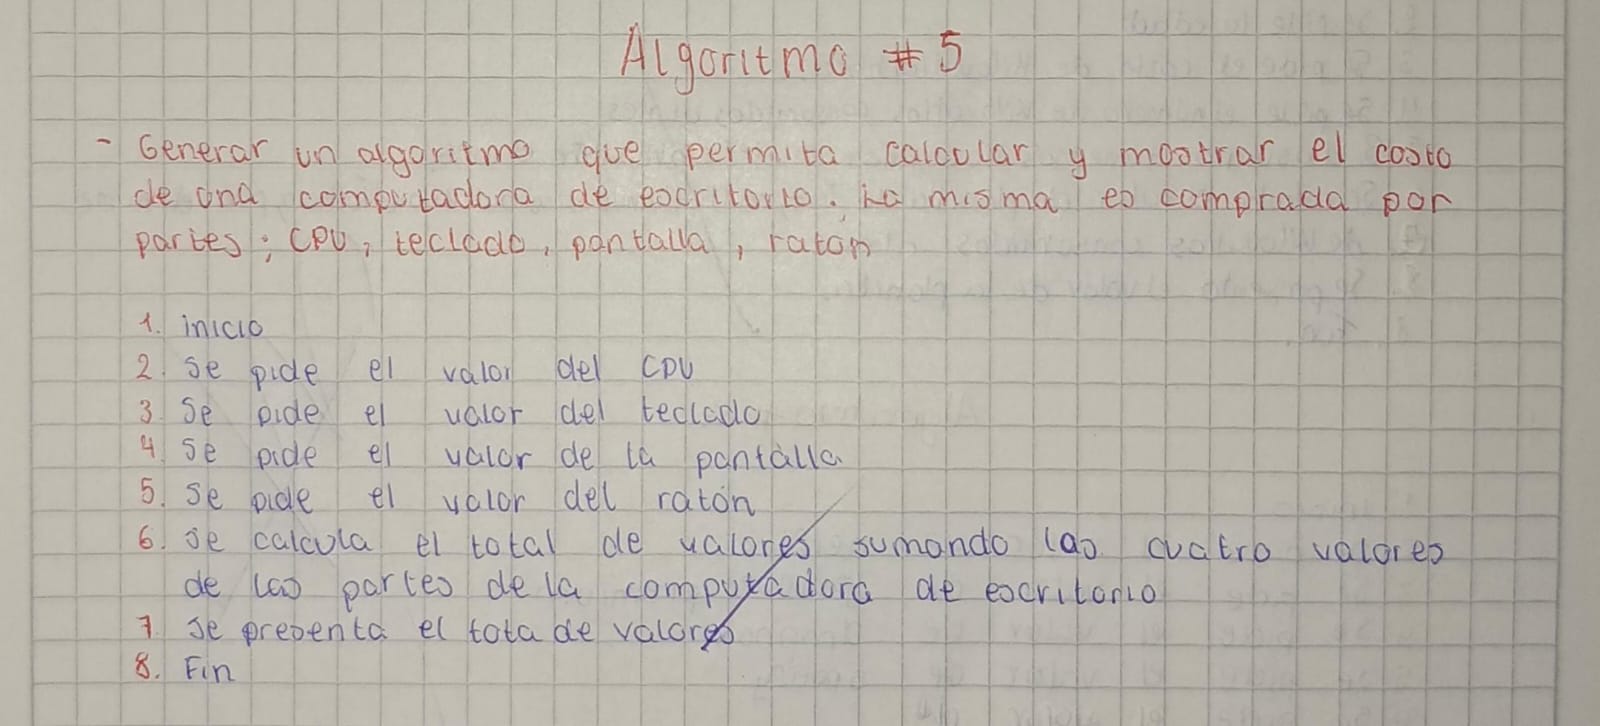 Algoritmo # 5
- Generar un algoritmo que permita calcular y mostrar el costo
de una computadora de escritorio. La misma es comprada por
partes; CPU, teclado, pantalla, ratón
1. inicio
2. Se pide el valor del CPU
3. Se pide el valor del teclado
4. Se pide el valor de la pantalla
5. Se pide el valor del ratón
6. Se calcula el total de valores sumando las cuatro valores
de las partes de la computadora de escritorio
7. Se presenta el tota de valores
8. Fin